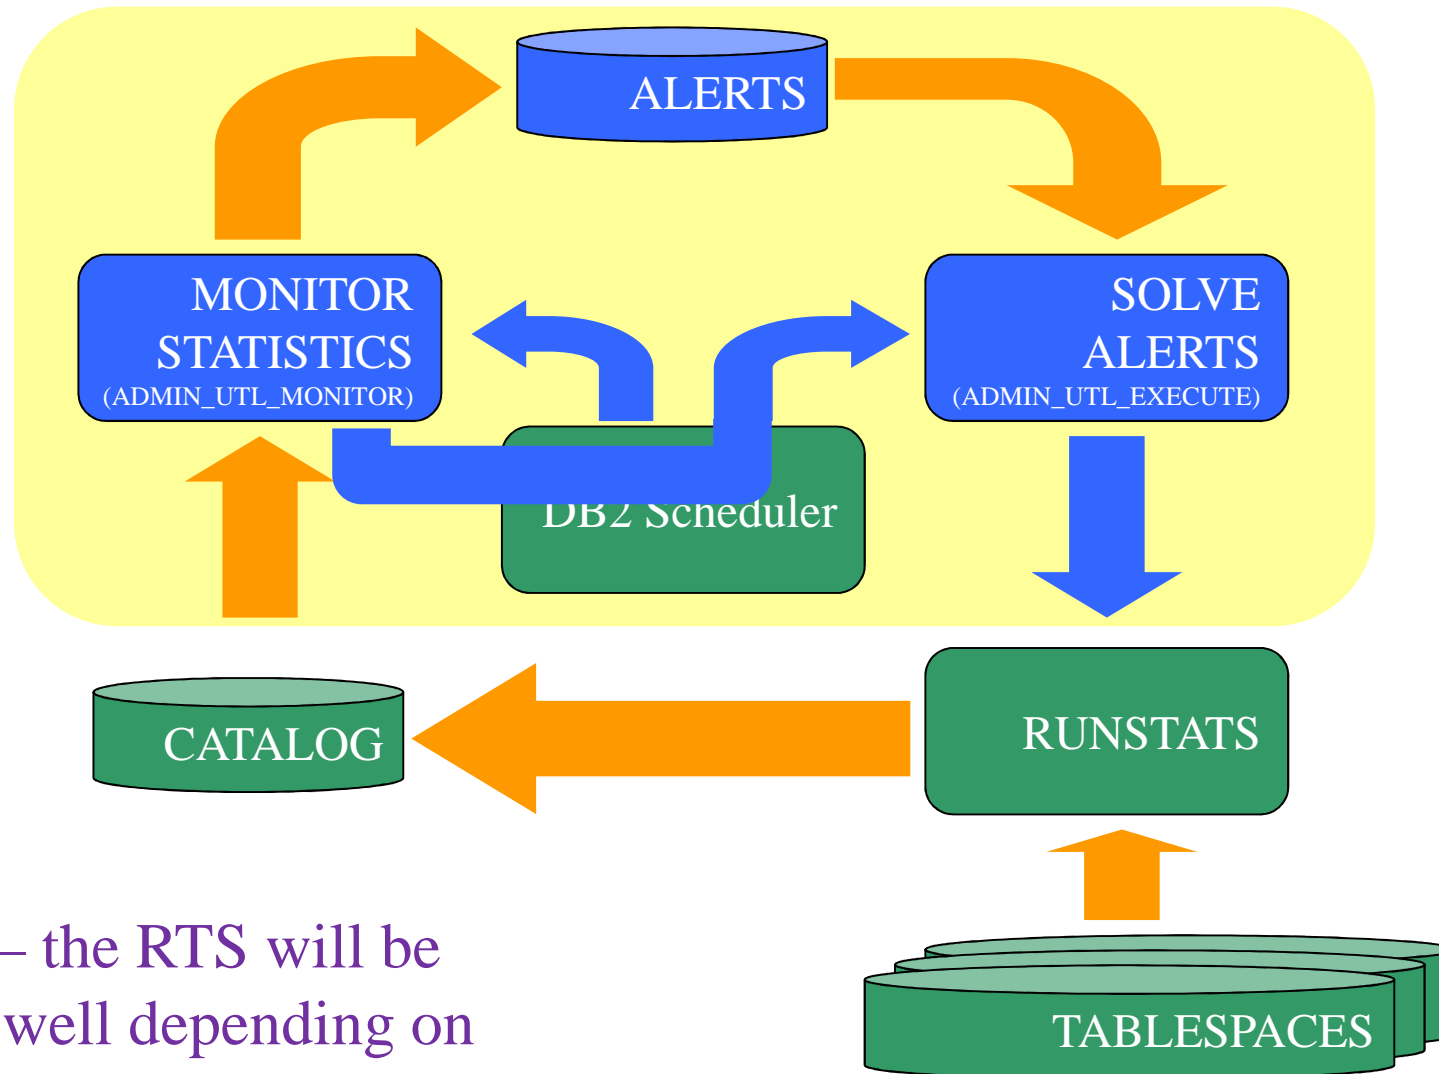 ALERTS
MONITOR
STATISTICS
(ADMIN_UTL_MONITOR)
SOLVE
ALERTS
(ADMIN_UTL_EXECUTE)
DB2 Scheduler
CATALOG
RUNSTATS
– the RTS will be
well depending on
TABLESPACES